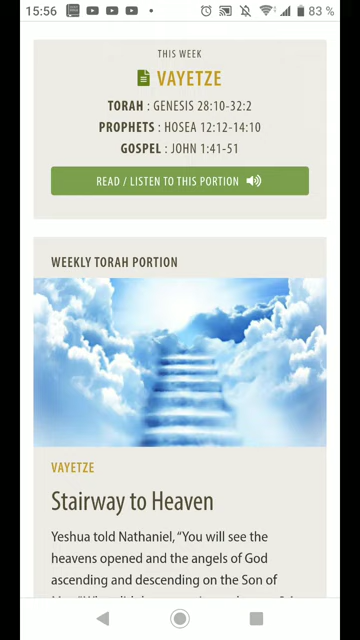 15:56
83 %
THIS WEEK
VAYETZE
TORAH : GENESIS 28:10-32:2
PROPHETS : HOSEA 12:12-14:10
GOSPEL : JOHN 1:41-51
READ / LISTEN TO THIS PORTION
WEEKLY TORAH PORTION
VAYETZE
Stairway to Heaven
Yeshua told Nathaniel, “You will see the
heavens opened and the angels of God
ascending and descending on the Son of